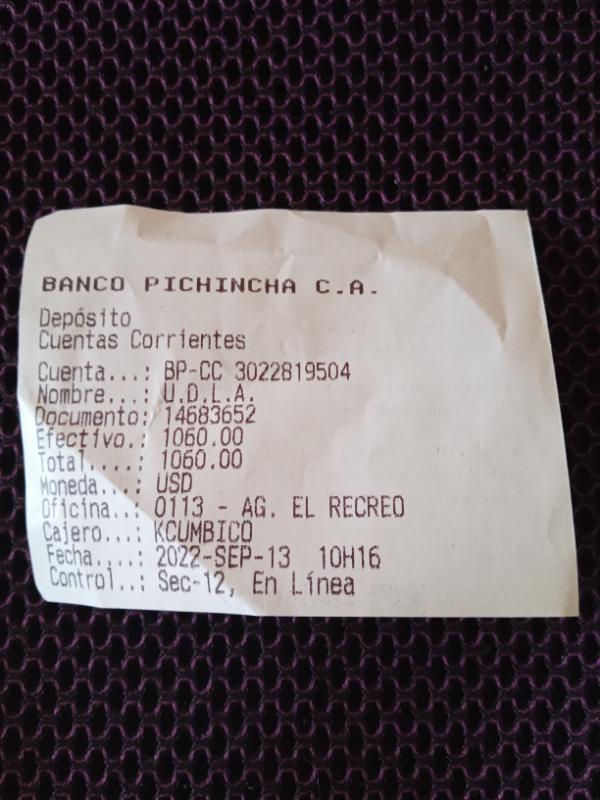 BANCO PICHINCHA C.A.
Depósito
Cuentas Corrientes
Cuenta...: BP-CC 3022819504
Nombre...: U.D.L.A.
Documento: 14683652
Efectivo.: 1060.00
Total....: 1060.00
Moneda...: USD
Oficina..: 0113 - AG. EL RECREO
Cajero...: KCUMBICO
Fecha....: 2022-SEP-13 10H16
Control..: Sec-12, En Línea